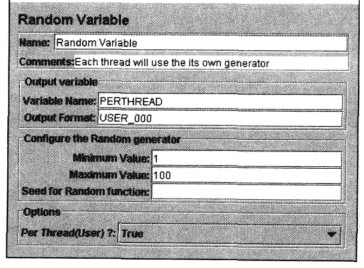 Random Variable
Name: Random Variable
Comments:Each thread will use the its own generator
Output variable
Variable Name: PERTHREAD
Output Format: USER_000
Configure the Random generator
Minimum Value: 1
Maximum Value: 100
Seed for Random function:
Options
Per Thread(User) ?: True